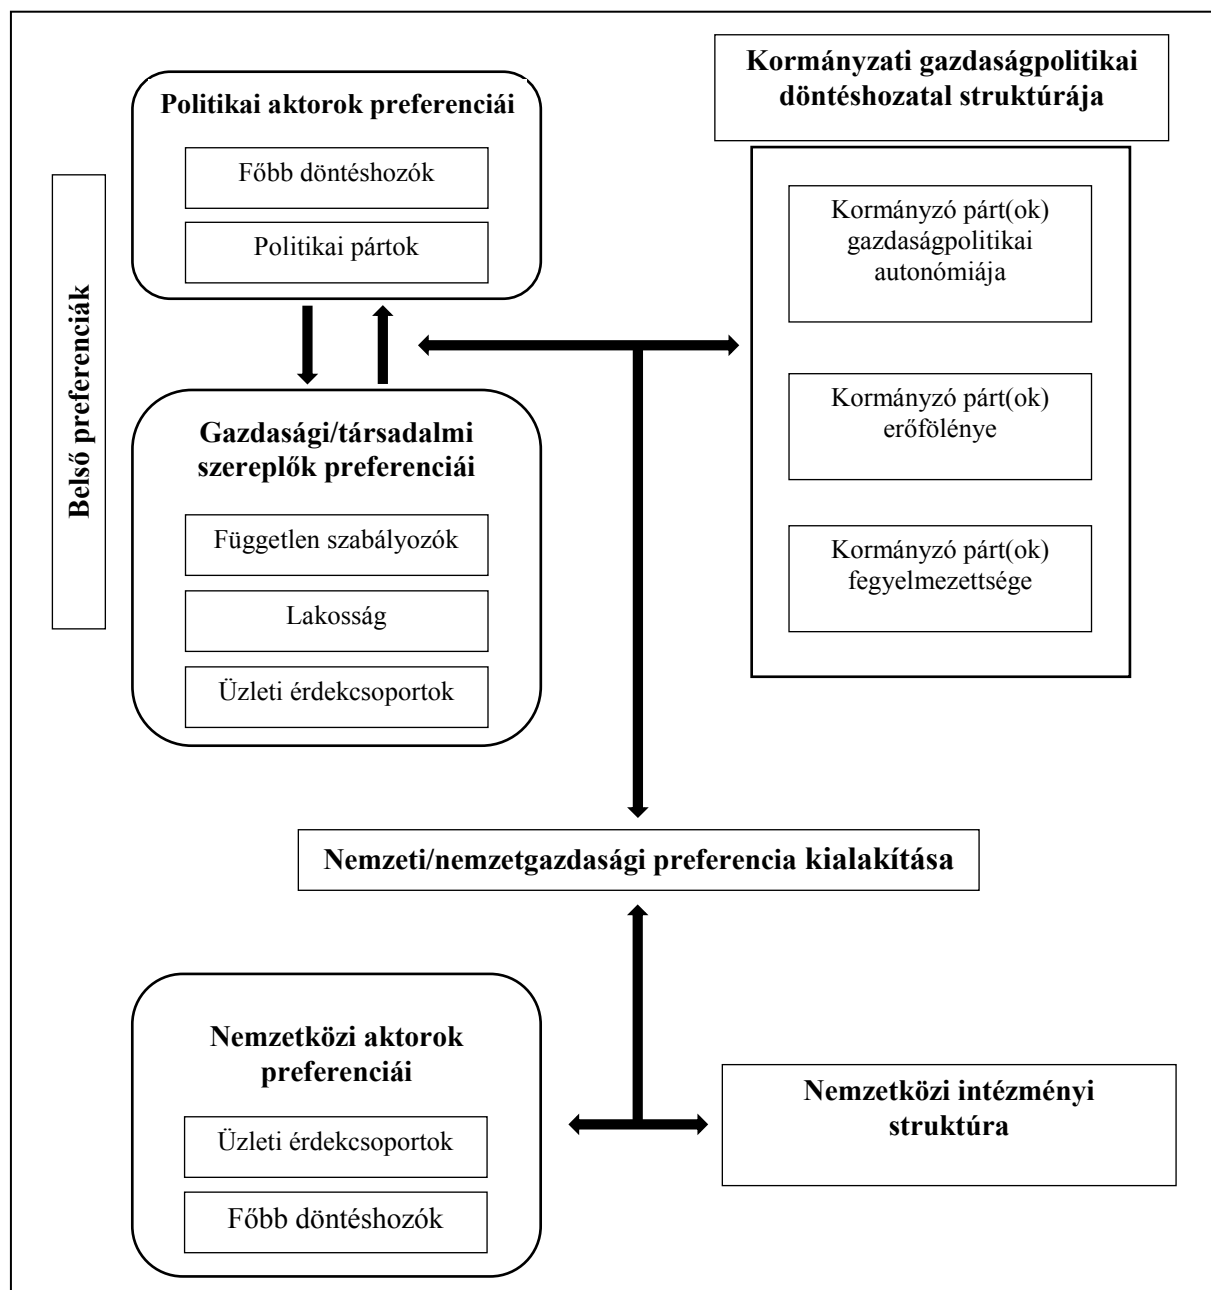 Politikai aktorok preferenciái
Főbb döntéshozók
Politikai pártok
Belső preferenciák
Gazdasági/társadalmi
szereplők preferenciái
Független szabályozók
Lakosság
Üzleti érdekcsoportok
Kormányzati gazdaságpolitikai
döntéshozatal struktúrája
Kormányzó párt(ok)
gazdaságpolitikai
autonómiája
Kormányzó párt(ok)
erőfölénye
Kormányzó párt(ok)
fegyelmezettsége
Nemzeti/nemzetgazdasági preferencia kialakítása
Nemzetközi aktorok
preferenciái
Üzleti érdekcsoportok
Főbb döntéshozók
Nemzetközi intézményi
struktúra